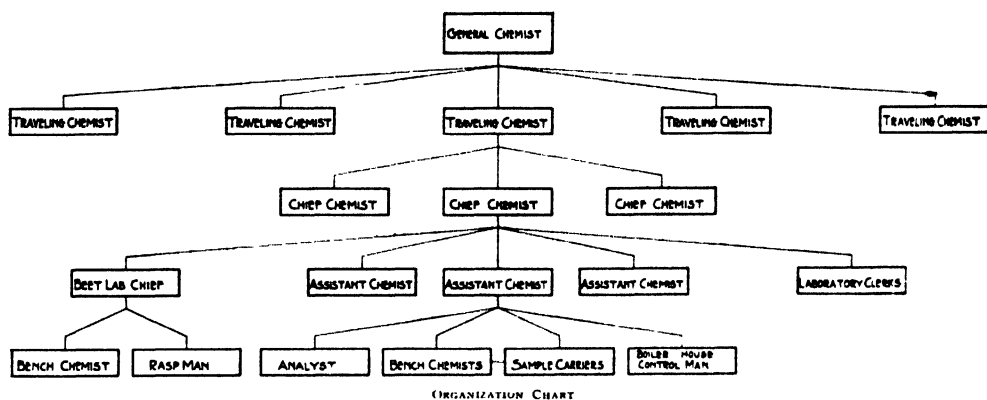 GENERAL CHEMIST
TRAVELING CHEMIST
TRAVELING CHEMIST
TRAVELING CHEMIST
TRAVELING CHEMIST
TRAVELING CHEMIST
CHIEF CHEMIST
CHIEF CHEMIST
CHIEF CHEMIST
BEET LAB CHIEF
ASSISTANT CHEMIST
ASSISTANT CHEMIST
ASSISTANT CHEMIST
LABORATORY CLERKS
BENCH CHEMIST
RASP MAN
ANALYST
BENCH CHEMISTS
SAMPLE CARRIERS
BOILER HOUSE
CONTROL MAN
ORGANIZATION CHART